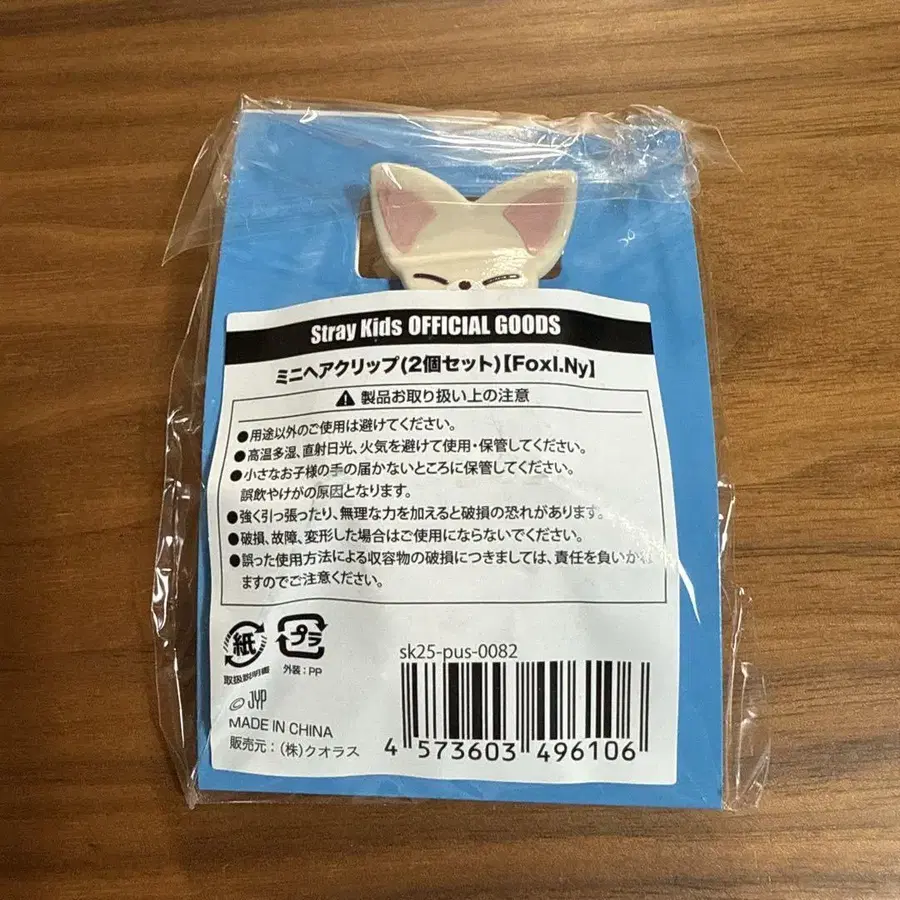 Stray Kids OFFICIAL GOODS
ミニヘアクリップ(2個セット)【FoxI.Ny】
⚠ 製品お取り扱い上の注意
●用途以外のご使用は避けてください。
●高温多湿、直射日光、火気を避けて使用・保管してください。
●小さなお子様の手の届かないところに保管してください。
誤飲やけがの原因となります。
●強く引っ張ったり、無理な力を加えると破損の恐れがあります。
●破損、故障、変形した場合はご使用にならないでください。
●誤った使用方法による収容物の破損につきましては、責任を負いかね
ますのでご注意ください。
紙
取扱説明書
プラ
外装：PP
sk25-pus-0082
© JYP
MADE IN CHINA
販売元：(株)クオラス
4 573603 496106